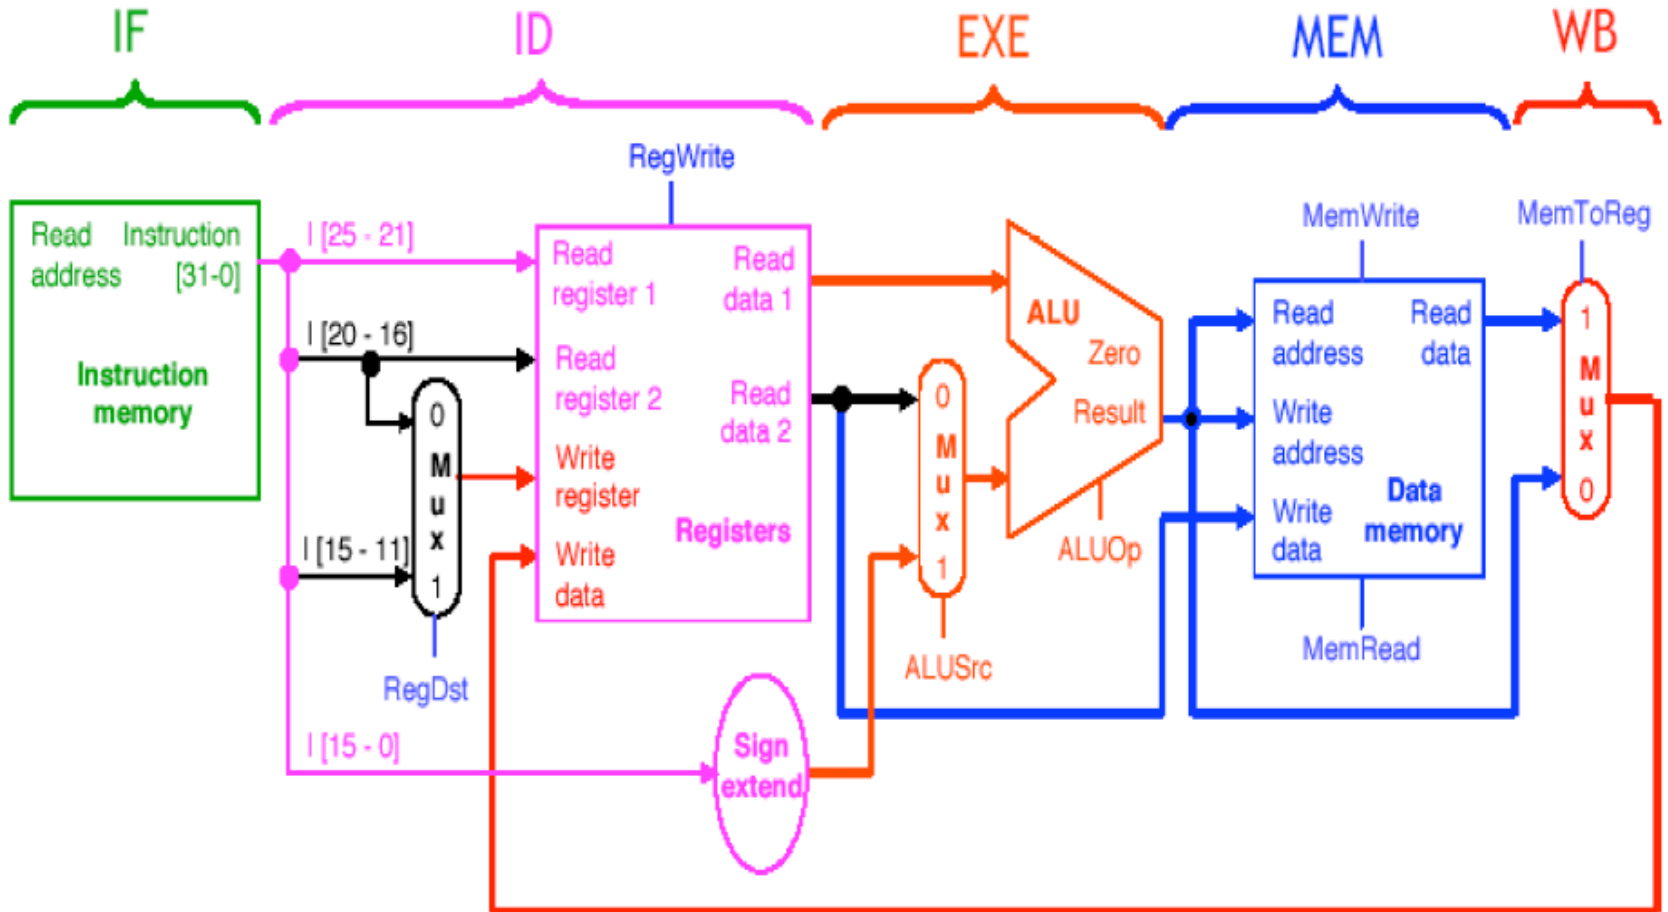 IF
ID
EXE
MEM
WB
RegWrite
Read Instruction
address [31-0]
Instruction
memory
I [25 - 21]
I [20 - 16]
I [15 - 11]
I [15 - 0]
0
M
u
x
1
RegDst
Read
register 1
Read
data 1
Read
register 2
Read
data 2
Write
register
Registers
Write
data
Sign
extend
0
M
u
x
1
ALUSrc
ALU
Zero
Result
ALUOp
MemWrite
Read
address
Read
data
Write
address
Write
data
Data
memory
MemRead
MemToReg
1
M
u
x
0